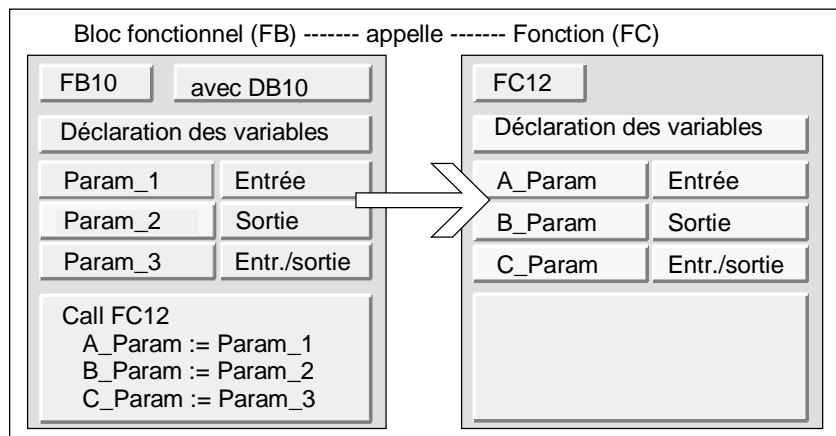 Bloc fonctionnel (FB) ------- appelle ------- Fonction (FC)
FB10
avec DB10
Déclaration des variables
Param_1
Entrée
Param_2
Sortie
Param_3
Entr./sortie
Call FC12
A_Param := Param_1
B_Param := Param_2
C_Param := Param_3
FC12
Déclaration des variables
A_Param
Entrée
B_Param
Sortie
C_Param
Entr./sortie